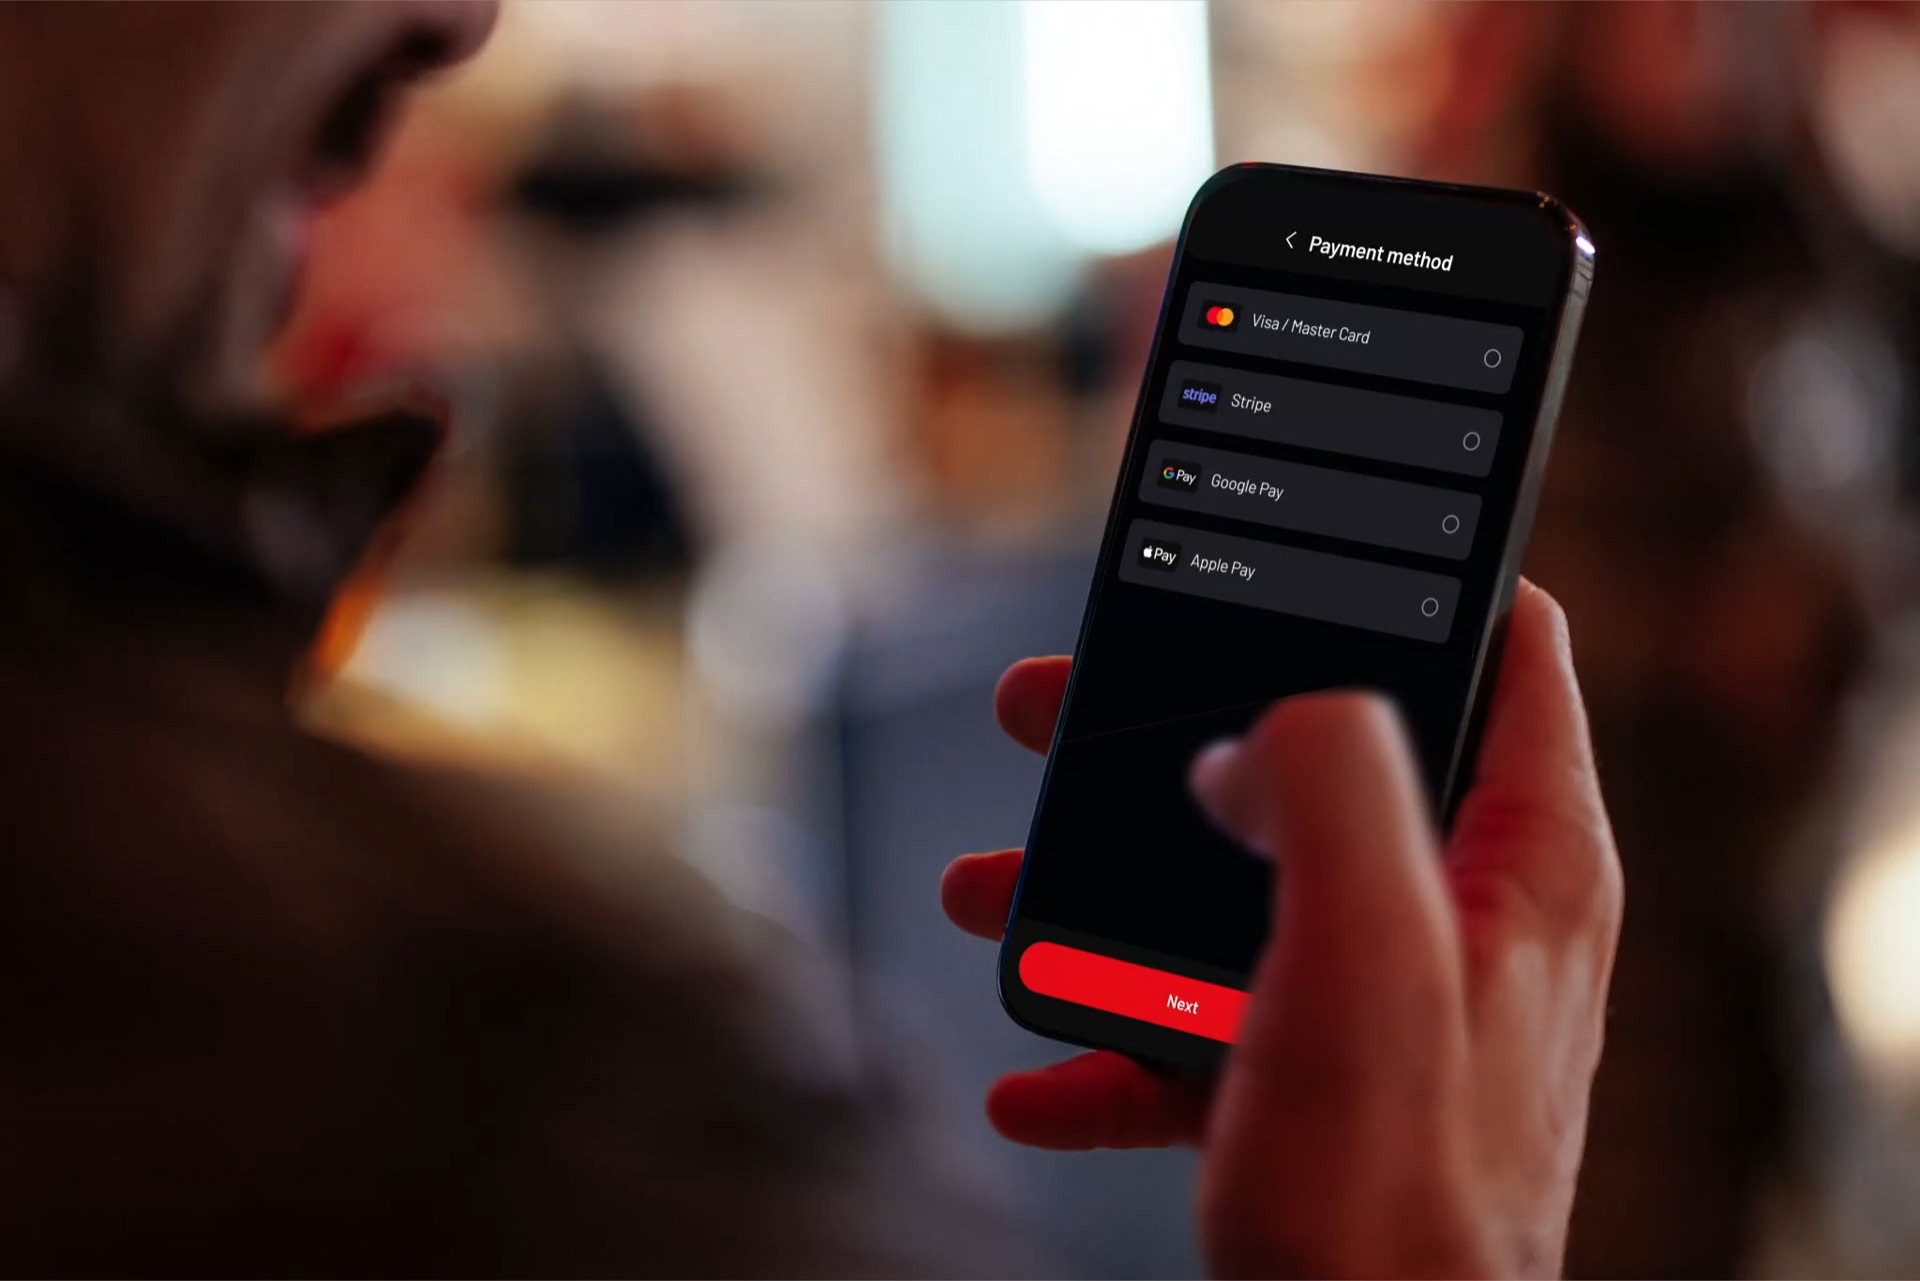 Payment method
Visa / Master Card
stripe Stripe
G Pay Google Pay
Pay Apple Pay
Next